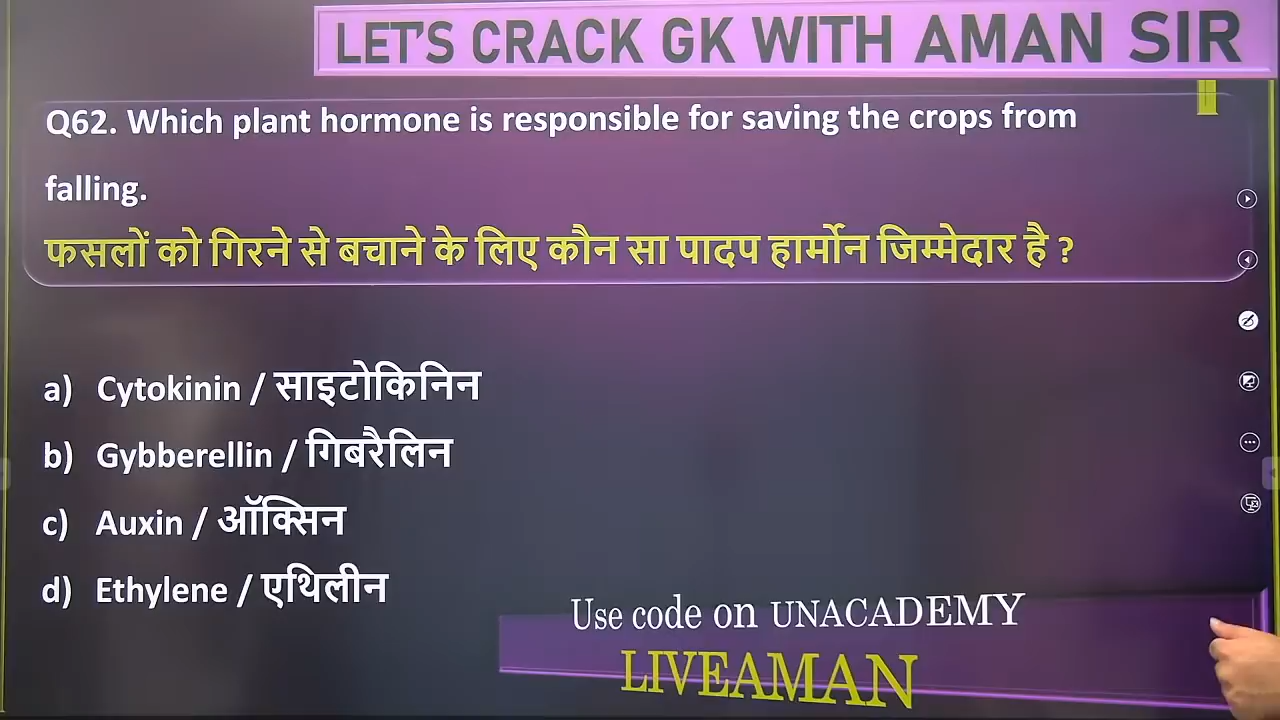 LET'S CRACK GK WITH AMAN SIR
Q62. Which plant hormone is responsible for saving the crops from
falling.
फसलों को गिरने से बचाने के लिए कौन सा पादप हार्मोन जिम्मेदार है ?
a) Cytokinin / साइटोकिनिन
b) Gybberellin / गिबरैलिन
c) Auxin / ऑक्सिन
d) Ethylene / एथिलीन
Use code on UNACADEMY
LIVEAMAN